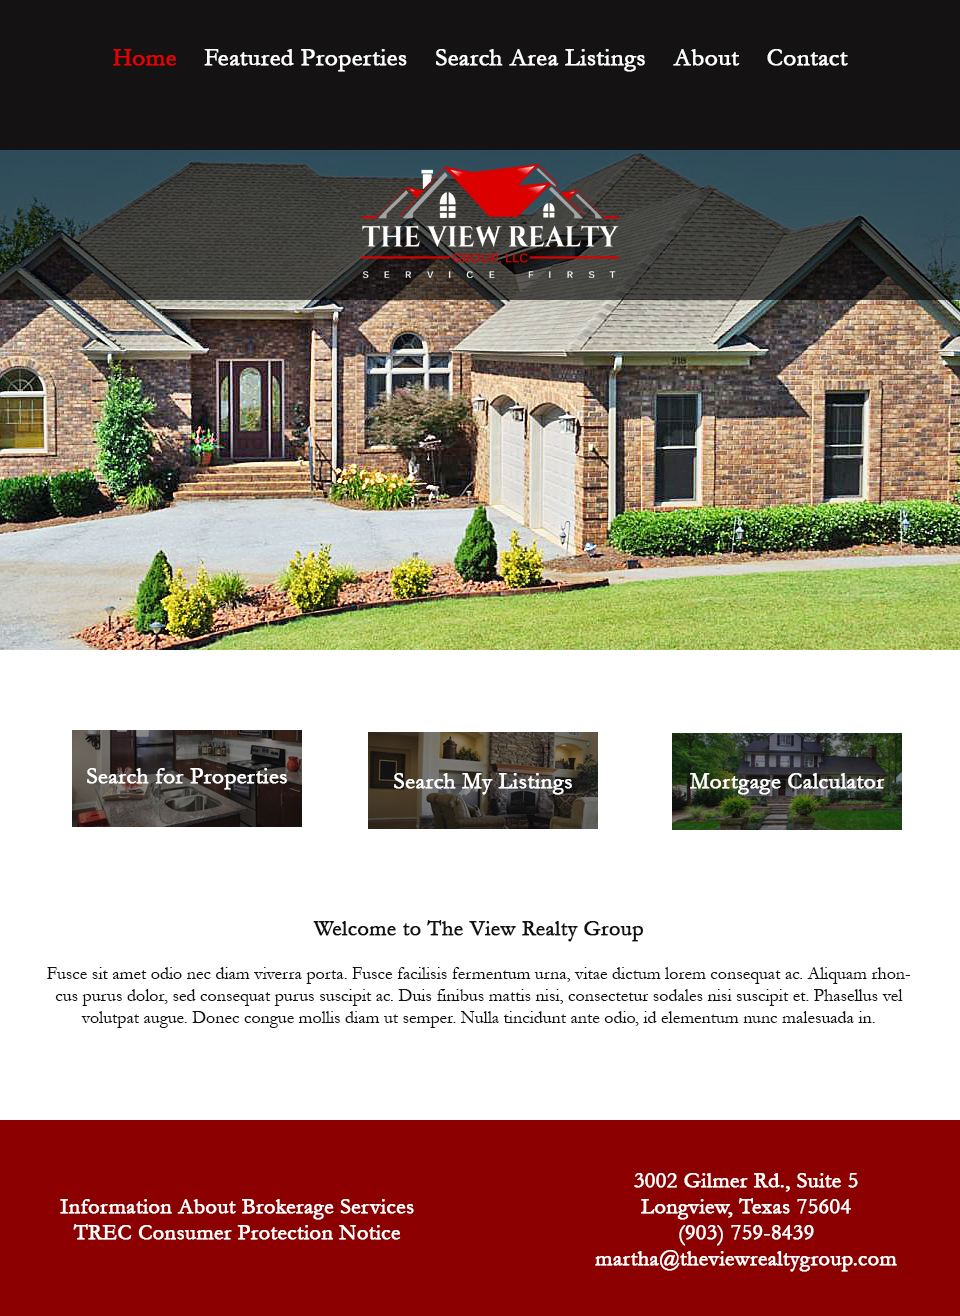 Home Featured Properties Search Area Listings About Contact
THE VIEW REALTY
GROUP, LLC
SERVICE FIRST
218
Search for Properties
Search My Listings
Mortgage Calculator
Welcome to The View Realty Group
Fusce sit amet odio nec diam viverra porta. Fusce facilisis fermentum urna, vitae dictum lorem consequat ac. Aliquam rhon-
cus purus dolor, sed consequat purus suscipit ac. Duis finibus mattis nisi, consectetur sodales nisi suscipit et. Phasellus vel
volutpat augue. Donec congue mollis diam ut semper. Nulla tincidunt ante odio, id elementum nunc malesuada in.
Information About Brokerage Services
TREC Consumer Protection Notice
3002 Gilmer Rd., Suite 5
Longview, Texas 75604
(903) 759-8439
martha@theviewrealtygroup.com